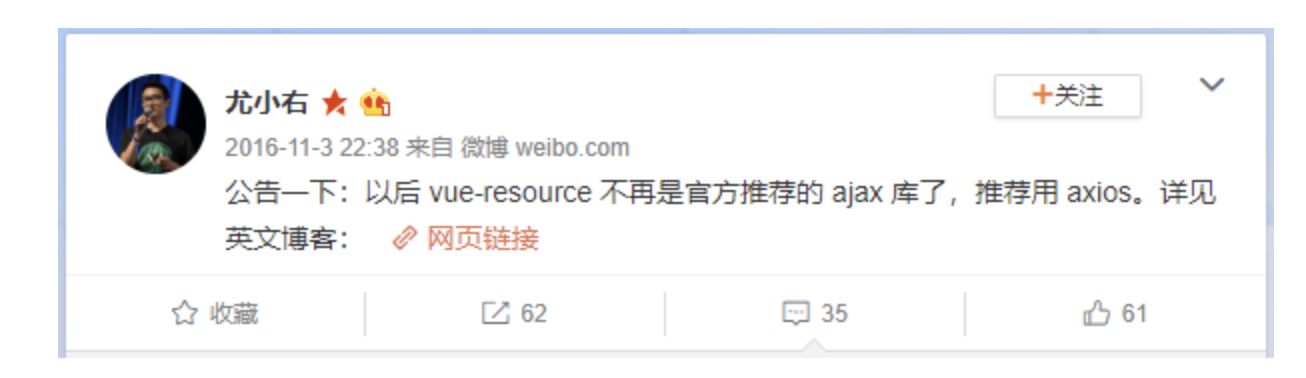 尤小右
+关注
2016-11-3 22:38 来自 微博 weibo.com
公告一下：以后 vue-resource 不再是官方推荐的 ajax 库了，推荐用 axios。详见
英文博客： 网页链接
收藏 62 35 61